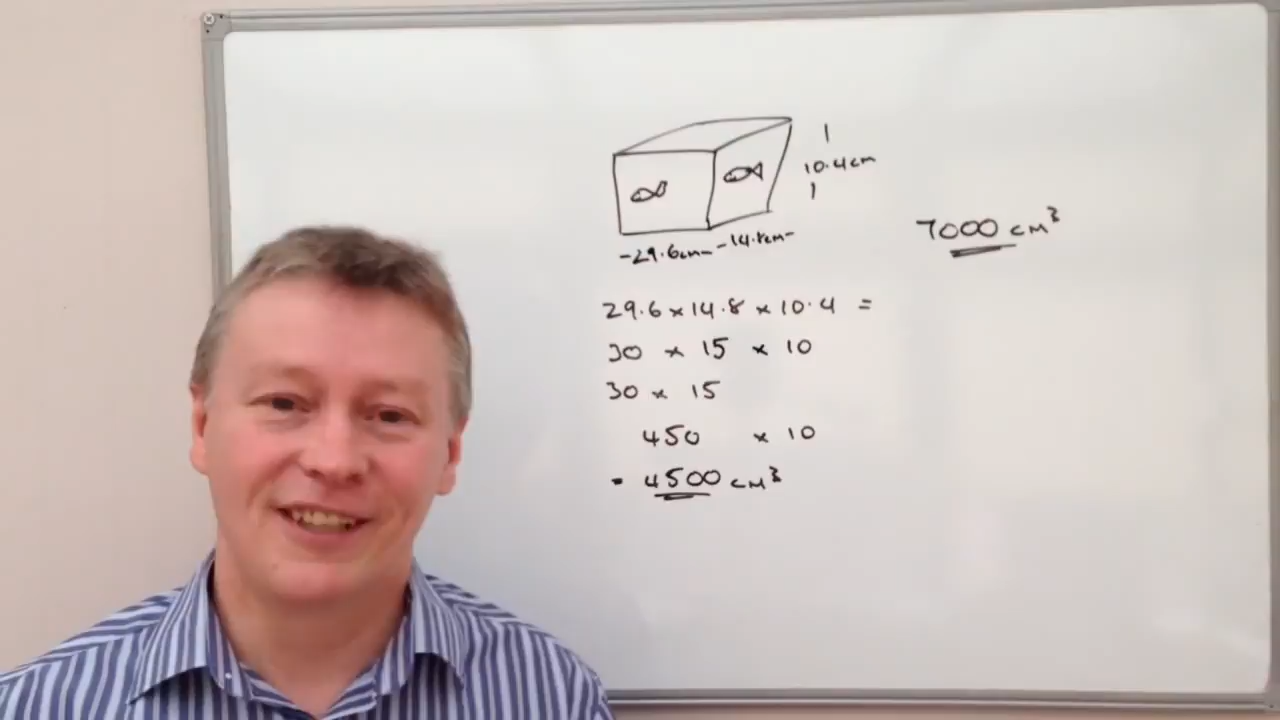 10.4cm
-29.6cm- -14.8cm-
7000 cm³
29.6 x 14.8 x 10.4 =
30 x 15 x 10
30 x 15
450 x 10
- 4500 cm³